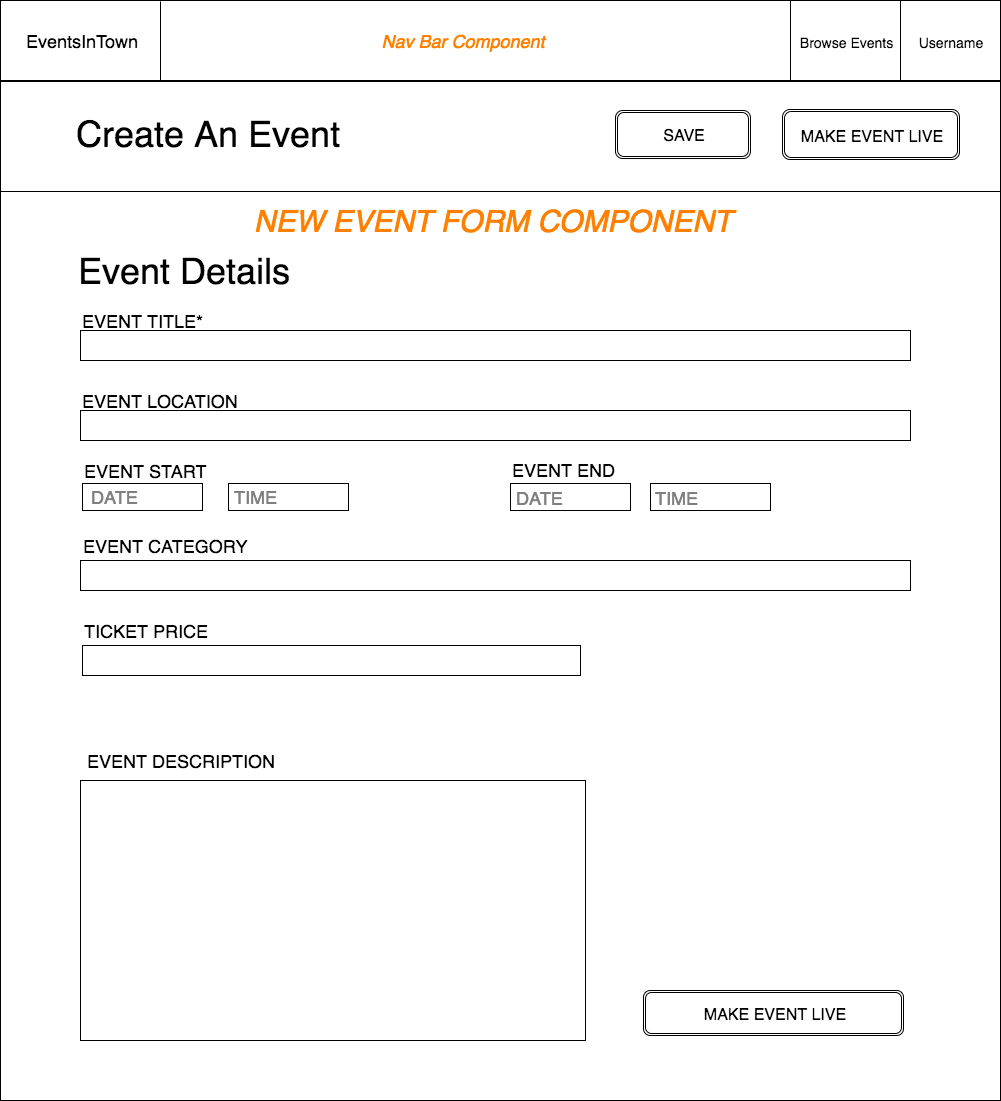 EventsInTown
Nav Bar Component
Browse Events
Username
Create An Event
SAVE
MAKE EVENT LIVE
NEW EVENT FORM COMPONENT
Event Details
EVENT TITLE*
EVENT LOCATION
EVENT START
EVENT END
DATE
TIME
DATE
TIME
EVENT CATEGORY
TICKET PRICE
EVENT DESCRIPTION
MAKE EVENT LIVE